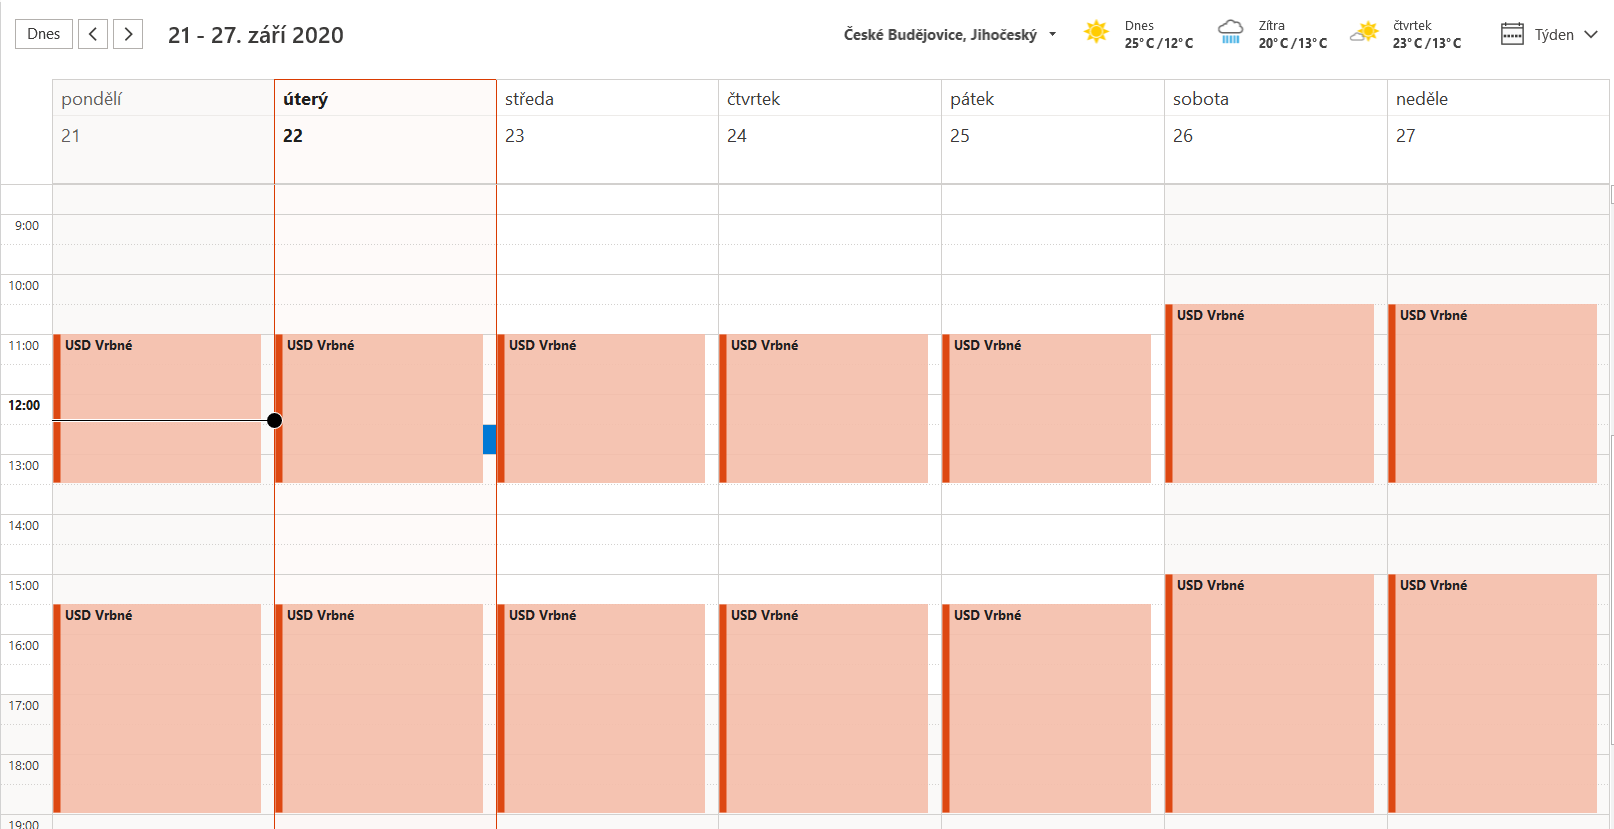 Dnes
21 - 27. září 2020
České Budějovice, Jihočeský
Dnes
25°C/12°C
Zítra
20°C/13°C
čtvrtek
23°C/13°C
Týden
pondělí úterý středa čtvrtek pátek sobota neděle
21 22 23 24 25 26 27
9:00
10:00
USD Vrbné USD Vrbné
11:00 USD Vrbné USD Vrbné USD Vrbné USD Vrbné USD Vrbné
12:00
13:00
14:00
15:00 USD Vrbné USD Vrbné
USD Vrbné USD Vrbné USD Vrbné USD Vrbné USD Vrbné
16:00
17:00
18:00
19:00